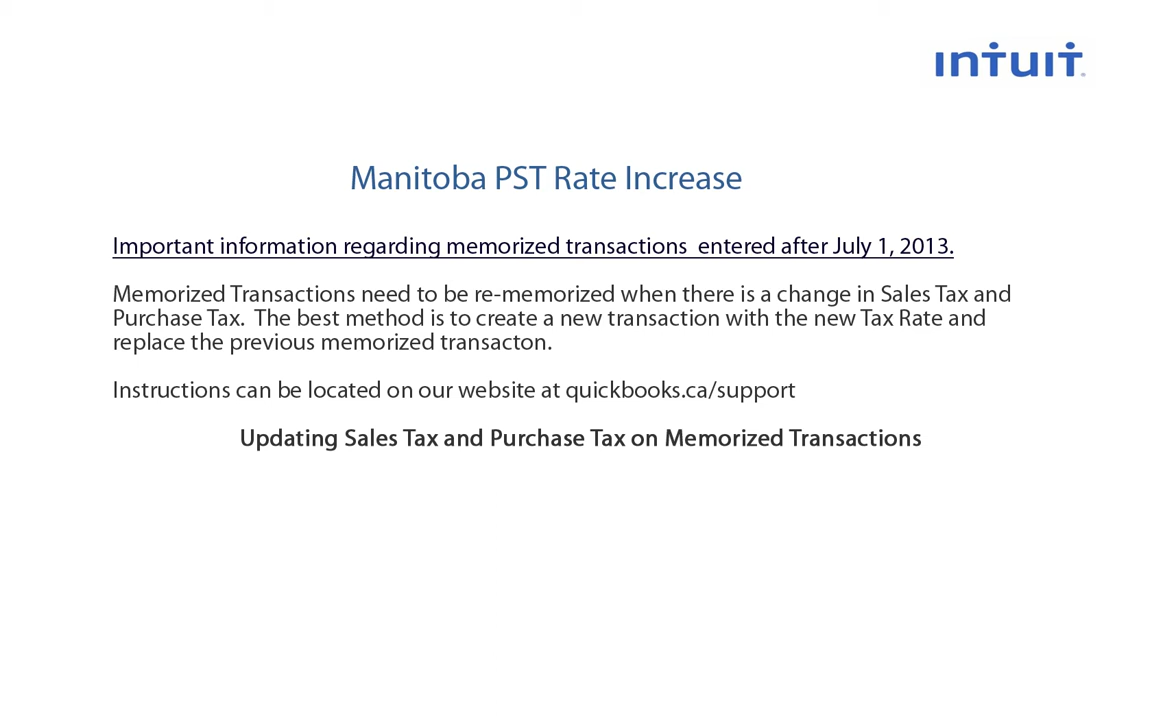 intuit.
Manitoba PST Rate Increase
Important information regarding memorized transactions  entered after July 1, 2013.
Memorized Transactions need to be re-memorized when there is a change in Sales Tax and
Purchase Tax.  The best method is to create a new transaction with the new Tax Rate and
replace the previous memorized transacton.
Instructions can be located on our website at quickbooks.ca/support
Updating Sales Tax and Purchase Tax on Memorized Transactions